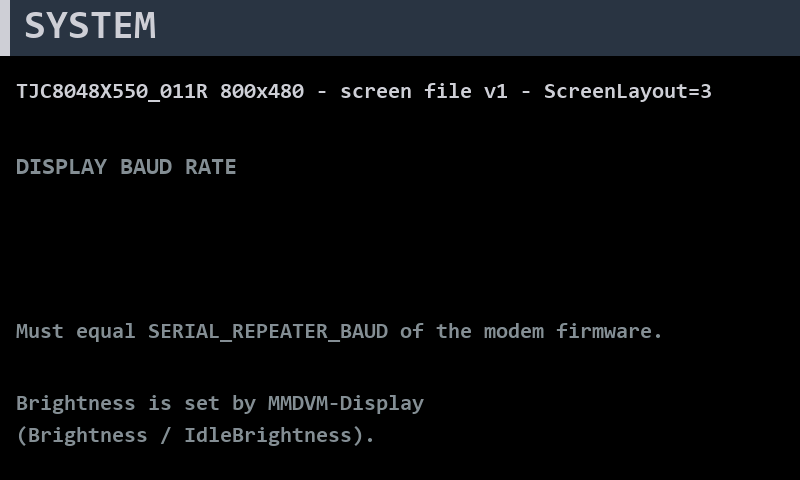 SYSTEM
TJC8048X550_011R 800x480 - screen file v1 - ScreenLayout=3
DISPLAY BAUD RATE
Must equal SERIAL_REPEATER_BAUD of the modem firmware.
Brightness is set by MMDVM-Display
(Brightness / IdleBrightness).